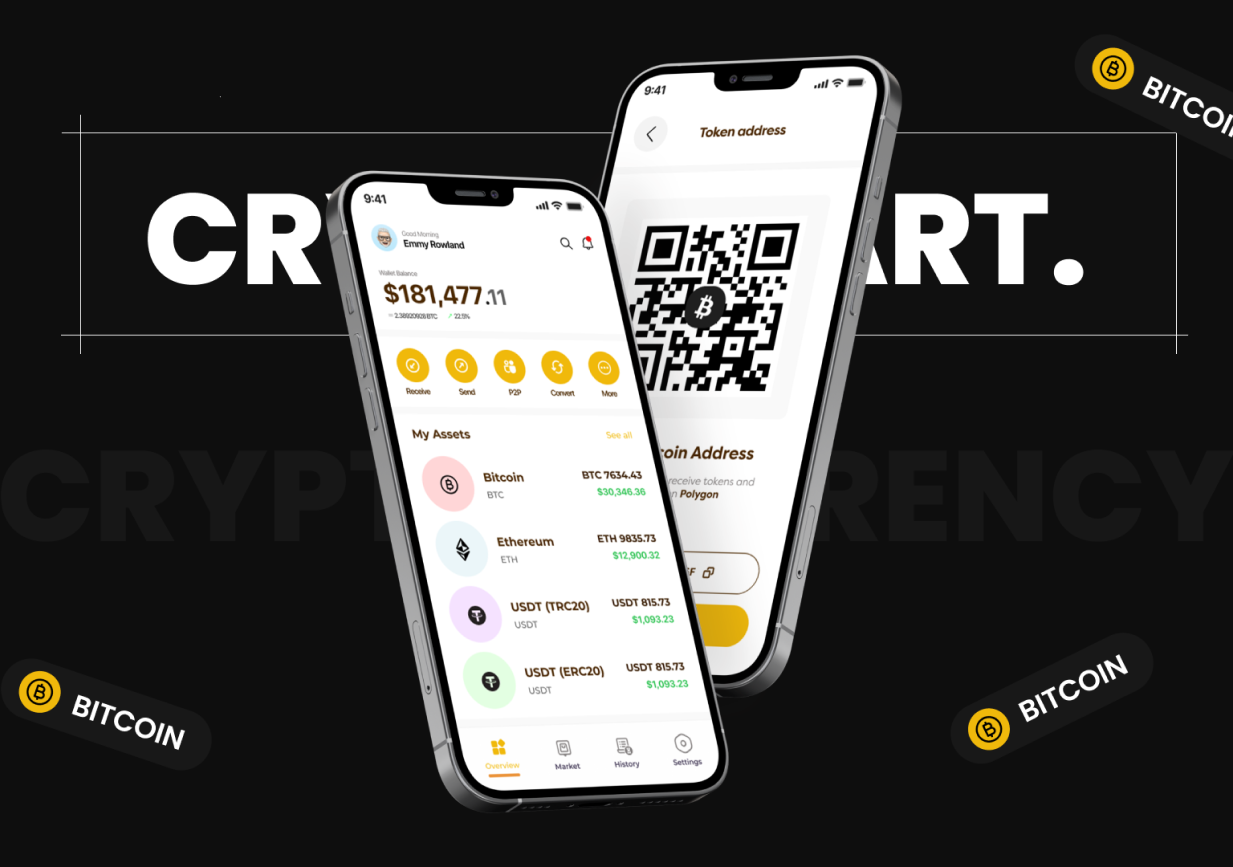 BITCOIN
CRY
ART.
9:41
Token address
coin Address
receive tokens and
n Polygon
F
9:41
Good Morning
Emmy Rowland
Wallet Balance
$181,477.11
22.5%
Receive Send P2P Convert More
My Assets See all
Bitcoin BTC 7634.43
BTC $30,346.36
Ethereum ETH 9835.73
ETH $12,900.32
USDT (TRC20) USDT 815.73
USDT $1,093.23
USDT (ERC20) USDT 815.73
USDT $1,093.23
Overview Market History Settings
CRYPT
RENCY
BITCOIN
BITCOIN